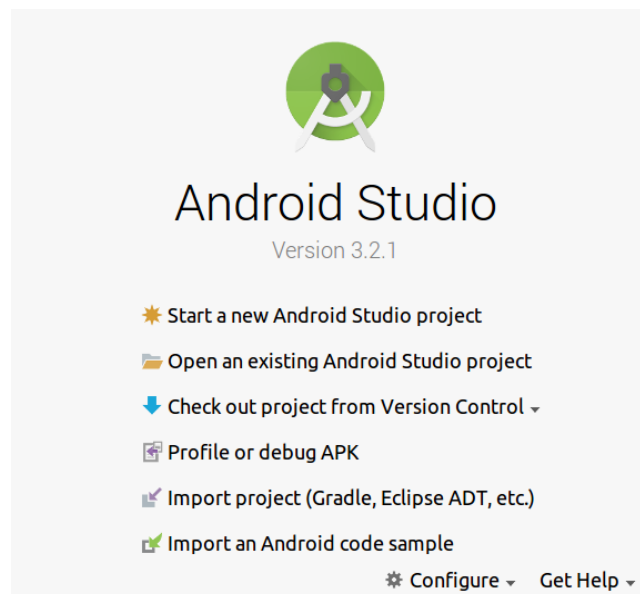 Android Studio
Version 3.2.1
Start a new Android Studio project
Open an existing Android Studio project
Check out project from Version Control
Profile or debug APK
Import project (Gradle, Eclipse ADT, etc.)
Import an Android code sample
Configure Get Help